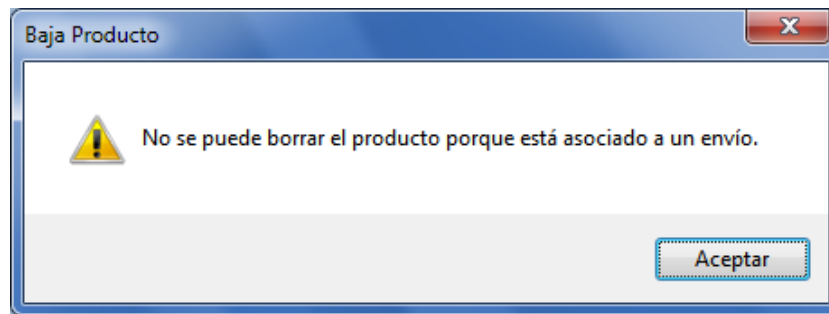 Baja Producto
No se puede borrar el producto porque está asociado a un envío.
Aceptar